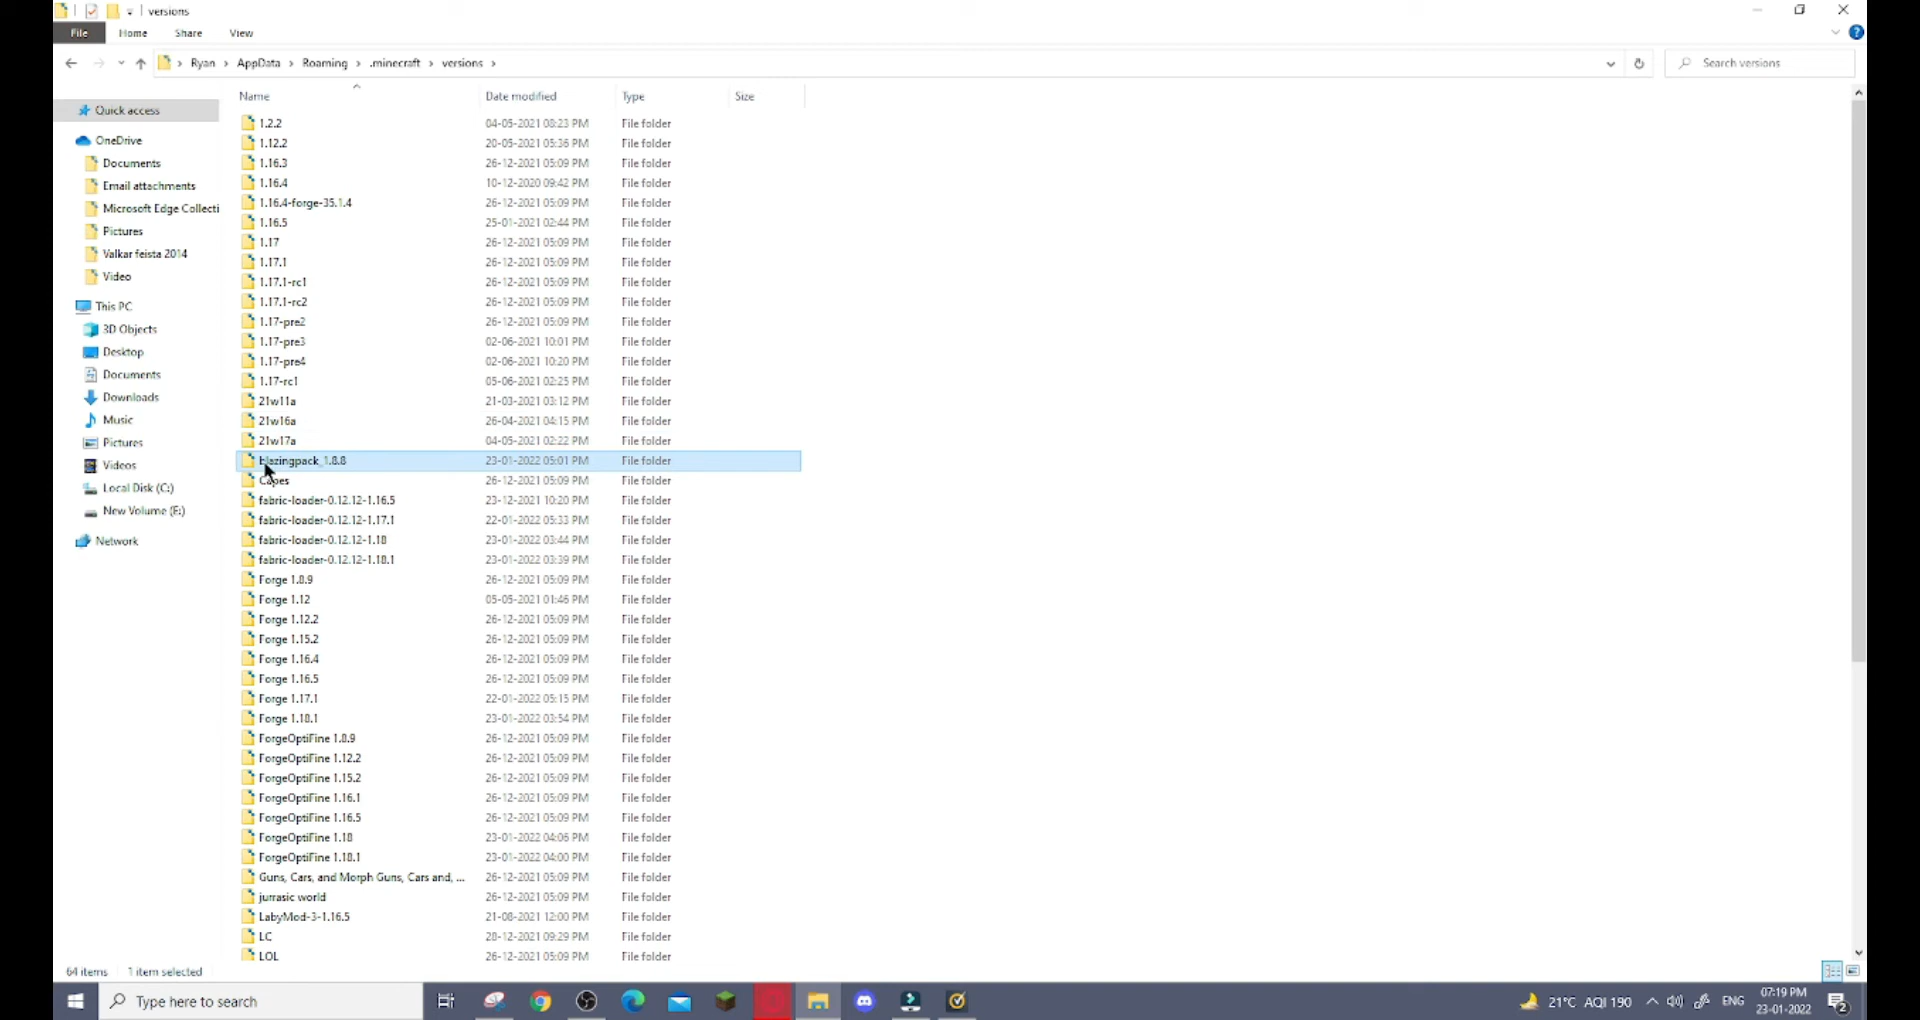 versions
File Home Share View
Ryan AppData Roaming .minecraft versions
Search versions
Name Date modified Type Size
Quick access
OneDrive
Documents
Email attachments
Microsoft Edge Collecti
Pictures
Valkar feista 2014
Video
This PC
3D Objects
Desktop
Documents
Downloads
Music
Pictures
Videos
Local Disk (C:)
New Volume (E:)
Network
1.2.2 04-05-2021 08:23 PM File folder
1.12.2 20-05-2021 05:36 PM File folder
1.16.3 26-12-2021 05:09 PM File folder
1.16.4 10-12-2020 09:42 PM File folder
1.16.4-forge-35.1.4 26-12-2021 05:09 PM File folder
1.16.5 25-01-2021 02:44 PM File folder
1.17 26-12-2021 05:09 PM File folder
1.17.1 26-12-2021 05:09 PM File folder
1.17.1-rc1 26-12-2021 05:09 PM File folder
1.17.1-rc2 26-12-2021 05:09 PM File folder
1.17-pre2 26-12-2021 05:09 PM File folder
1.17-pre3 02-06-2021 10:01 PM File folder
1.17-pre4 02-06-2021 10:20 PM File folder
1.17-rc1 05-06-2021 02:25 PM File folder
21w11a 21-03-2021 03:12 PM File folder
21w16a 26-04-2021 04:15 PM File folder
21w17a 04-05-2021 02:22 PM File folder
blazingpack_1.8.8 23-01-2022 05:01 PM File folder
Capes 26-12-2021 05:09 PM File folder
fabric-loader-0.12.12-1.16.5 23-12-2021 10:20 PM File folder
fabric-loader-0.12.12-1.17.1 22-01-2022 05:33 PM File folder
fabric-loader-0.12.12-1.18 23-01-2022 03:44 PM File folder
fabric-loader-0.12.12-1.18.1 23-01-2022 03:39 PM File folder
Forge 1.8.9 26-12-2021 05:09 PM File folder
Forge 1.12 05-05-2021 01:46 PM File folder
Forge 1.12.2 26-12-2021 05:09 PM File folder
Forge 1.15.2 26-12-2021 05:09 PM File folder
Forge 1.16.4 26-12-2021 05:09 PM File folder
Forge 1.16.5 26-12-2021 05:09 PM File folder
Forge 1.17.1 22-01-2022 05:15 PM File folder
Forge 1.18.1 23-01-2022 03:54 PM File folder
ForgeOptiFine 1.8.9 26-12-2021 05:09 PM File folder
ForgeOptiFine 1.12.2 26-12-2021 05:09 PM File folder
ForgeOptiFine 1.15.2 26-12-2021 05:09 PM File folder
ForgeOptiFine 1.16.1 26-12-2021 05:09 PM File folder
ForgeOptiFine 1.16.5 26-12-2021 05:09 PM File folder
ForgeOptiFine 1.18 23-01-2022 04:06 PM File folder
ForgeOptiFine 1.18.1 23-01-2022 04:00 PM File folder
Guns, Cars, and Morph Guns, Cars and, ... 26-12-2021 05:09 PM File folder
jurrasic world 26-12-2021 05:09 PM File folder
LabyMod-3-1.16.5 21-08-2021 12:00 PM File folder
LC 28-12-2021 09:29 PM File folder
LOL 26-12-2021 05:09 PM File folder
64 items 1 item selected
Type here to search
21°C AQI 190 ENG
07:19 PM
23-01-2022
2